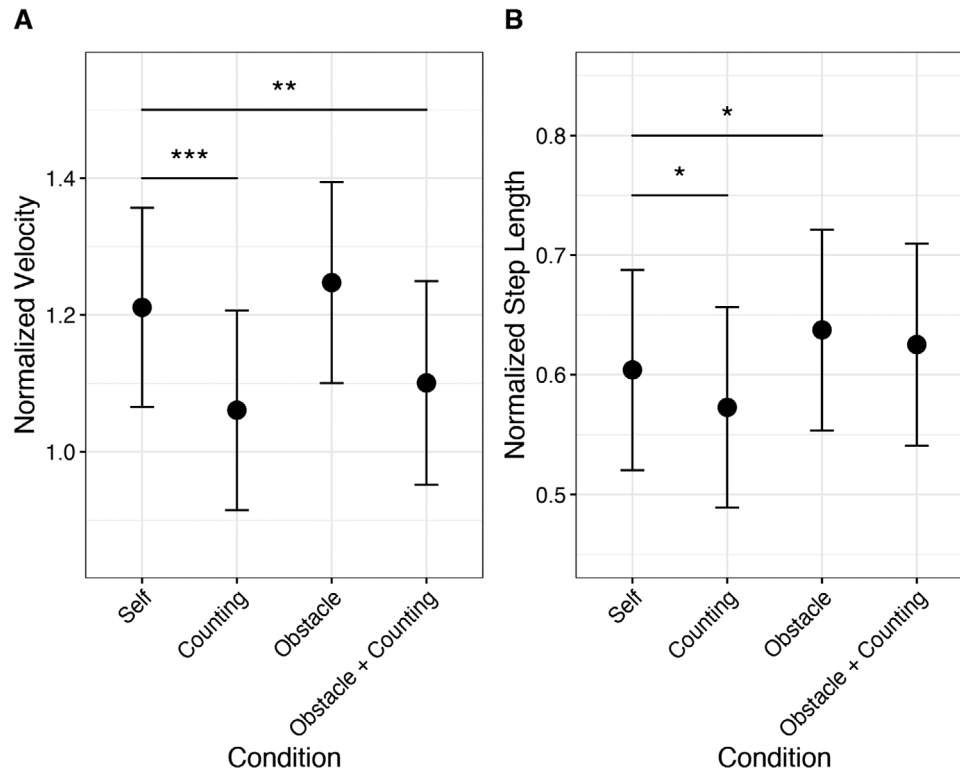 A
**
***
Normalized Velocity
1.4
1.2
1.0
Self
Counting
Obstacle
Obstacle + Counting
Condition
B
*
*
Normalized Step Length
0.8
0.7
0.6
0.5
Self
Counting
Obstacle
Obstacle + Counting
Condition